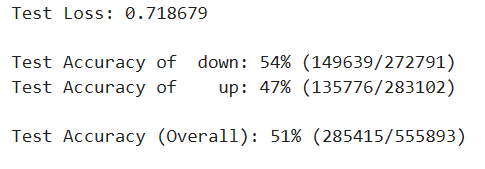 Test Loss: 0.718679
Test Accuracy of  down: 54% (149639/272791)
Test Accuracy of    up: 47% (135776/283102)
Test Accuracy (Overall): 51% (285415/555893)